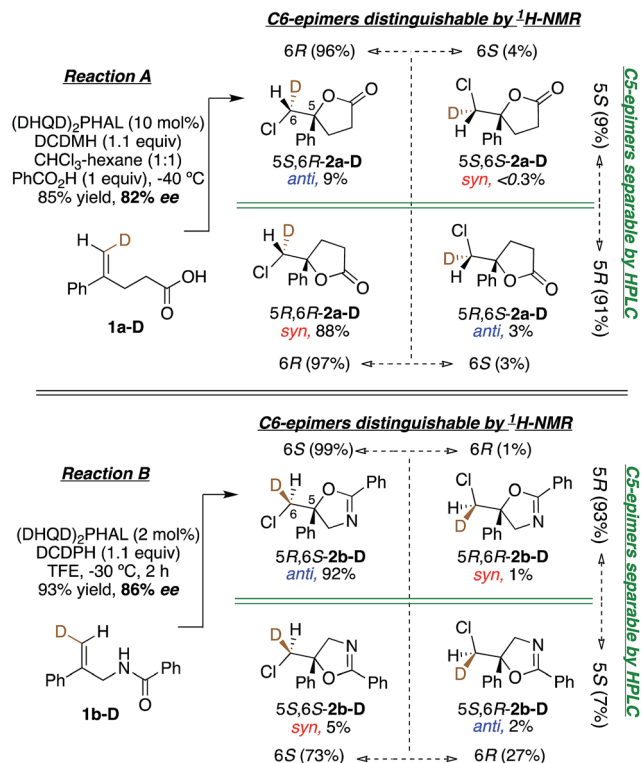 C6-epimers distinguishable by ¹H-NMR
6R (96%)
6S (4%)
Reaction A
(DHQD)₂PHAL (10 mol%)
DCDMH (1.1 equiv)
CHCl₃-hexane (1:1)
PhCO₂H (1 equiv), -40 ºC
85% yield, 82% ee
H
D
O
O
5
6
Cl
Ph
5S,6R-2a-D
anti, 9%
Cl
D
H
O
O
Ph
5S,6S-2a-D
syn, <0.3%
5S (9%)
H
D
Ph
OH
O
1a-D
H
D
Cl
Ph
O
O
5R,6R-2a-D
syn, 88%
Cl
D
H
Ph
O
O
5R,6S-2a-D
anti, 3%
5R (91%)
C5-epimers separable by HPLC
6R (97%)
6S (3%)
C6-epimers distinguishable by ¹H-NMR
6S (99%)
6R (1%)
Reaction B
(DHQD)₂PHAL (2 mol%)
DCDPH (1.1 equiv)
TFE, -30 ºC, 2 h
93% yield, 86% ee
D
H
O
Ph
5
6
Cl
N
Ph
5R,6S-2b-D
anti, 92%
Cl
H
D
O
Ph
N
Ph
5R,6R-2b-D
syn, 1%
5R (93%)
D
H
Ph
H
N
Ph
O
1b-D
D
H
Cl
N
Ph
O
Ph
5S,6S-2b-D
syn, 5%
Cl
H
D
N
Ph
O
Ph
5S,6R-2b-D
anti, 2%
5S (7%)
C5-epimers separable by HPLC
6S (73%)
6R (27%)